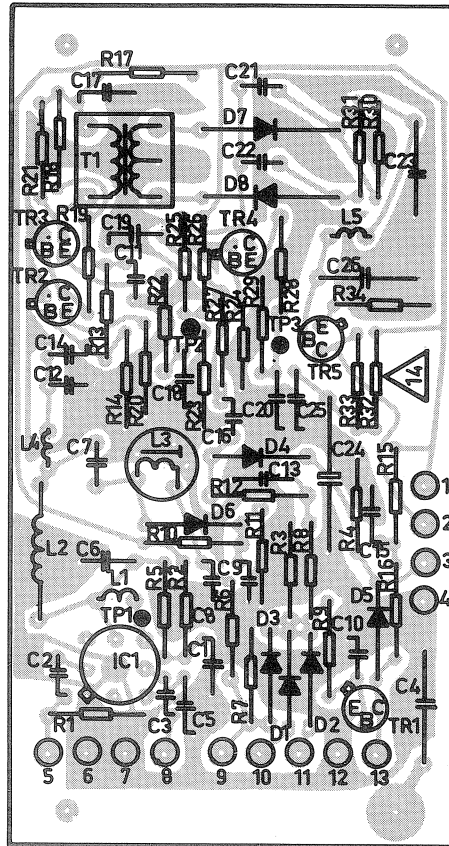 R17
C17
C21
D7
R31
R30
R21
R18
T1
C22
C23
D8
TR3
R19
C19
R25
R26
TR4
L5
C11
TR2
R22
C26
R27
R24
R29
R28
R34
R13
TP2
TP3
C14
C12
TR5
14
R14
R20
C18
R23
C16
C20
C25
R33
R32
L4
C7
L3
D4
C24
R15
C13
R12
1
D6
R10
R11
R3
R8
R4
C15
2
L2
C6
3
L1
R5
R2
C8
C9
R6
D5
R16
4
TP1
IC1
C1
D3
R9
C10
C2
R7
C4
R1
C3
C5
D1
D2
E
B
C
TR1
5
6
7
8
9
10
11
12
13